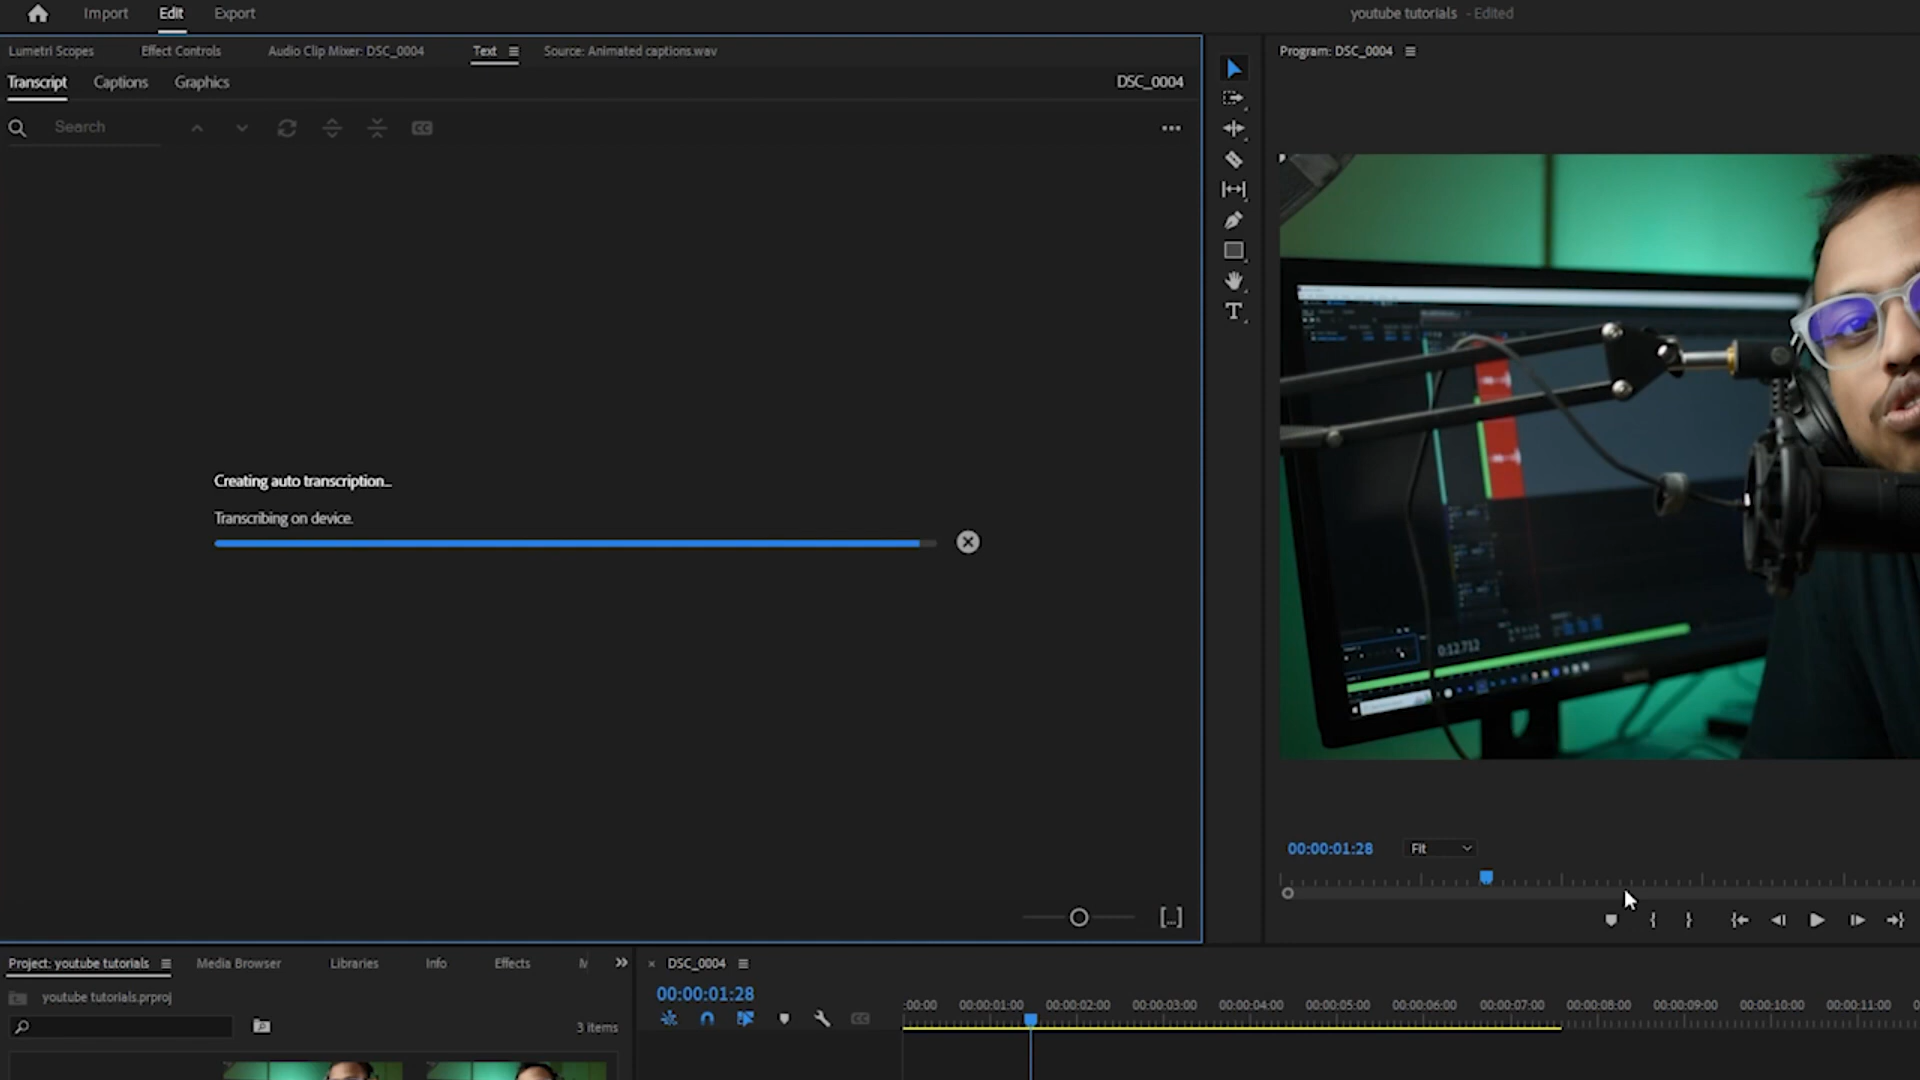 Import Edit Export
youtube tutorials - Edited
Lumetri Scopes Effect Controls Audio Clip Mixer: DSC_0004 Text Source: Animated captions.wav
Program: DSC_0004
Transcript Captions Graphics DSC_0004
Search
CC
T
Creating auto transcription...
Transcribing on device.
0:12.712
00:00:01:28 Fit
Project: youtube tutorials Media Browser Libraries Info Effects
DSC_0004
youtube tutorials.prproj
00:00:01:28
:00:00 00:00:01:00 00:00:02:00 00:00:03:00 00:00:04:00 00:00:05:00 00:00:06:00 00:00:07:00 00:00:08:00 00:00:09:00 00:00:10:00 00:00:11:00
CC
3 items